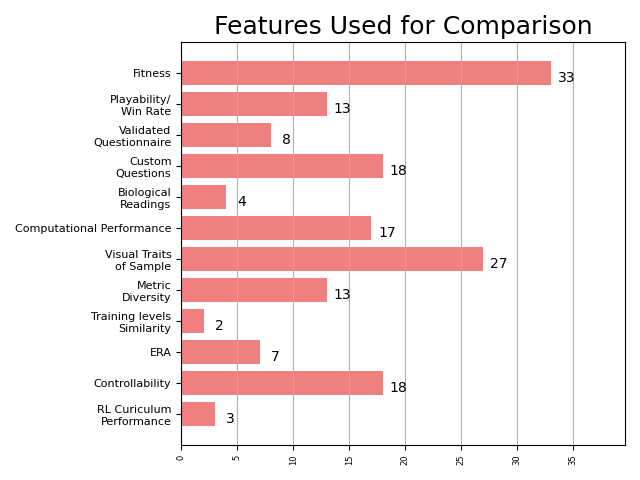 Features Used for Comparison
Fitness
33
Playability/
Win Rate
13
Validated
Questionnaire
8
Custom
Questions
18
Biological
Readings
4
Computational Performance
17
Visual Traits
of Sample
27
Metric
Diversity
13
Training levels
Similarity
2
ERA
7
Controllability
18
RL Curiculum
Performance
3
0 5 10 15 20 25 30 35